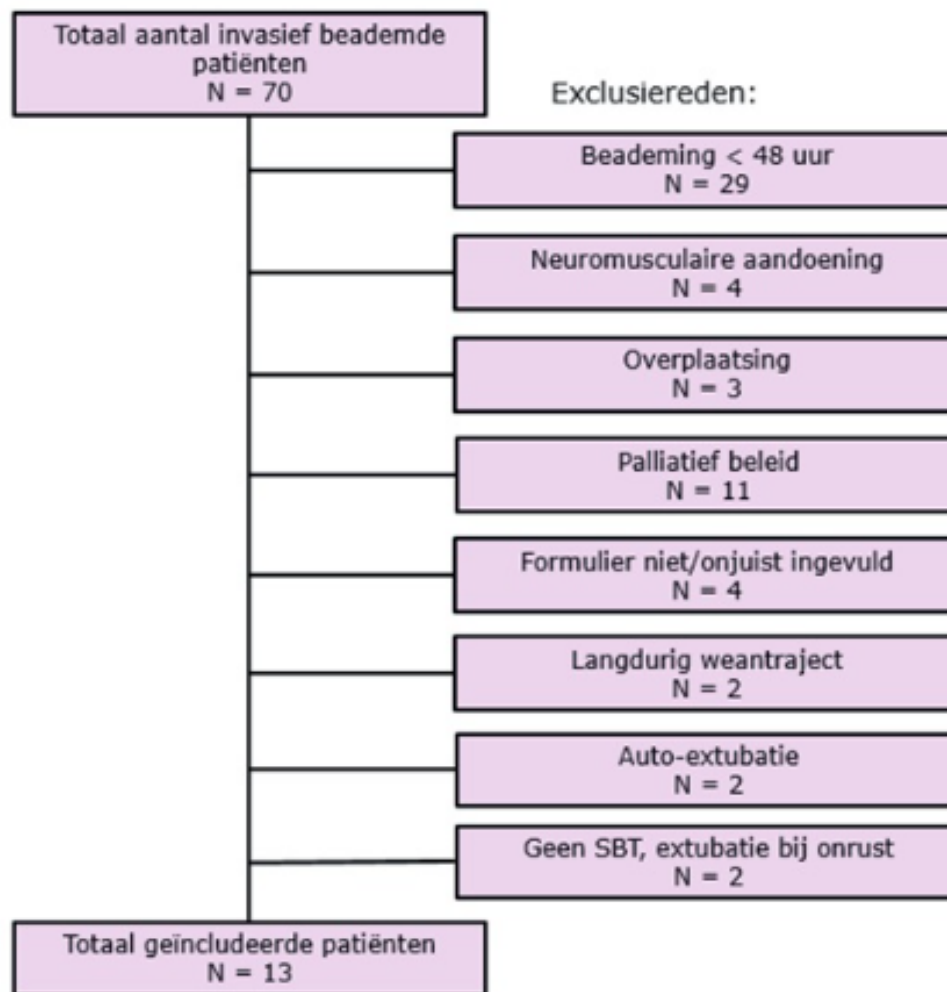 Totaal aantal invasief beademde
patiënten
N = 70
Exclusiereden:
Beademing < 48 uur
N = 29
Neuromusculaire aandoening
N = 4
Overplaatsing
N = 3
Palliatief beleid
N = 11
Formulier niet/onjuist ingevuld
N = 4
Langdurig weantraject
N = 2
Auto-extubatie
N = 2
Geen SBT, extubatie bij onrust
N = 2
Totaal geïncludeerde patiënten
N = 13